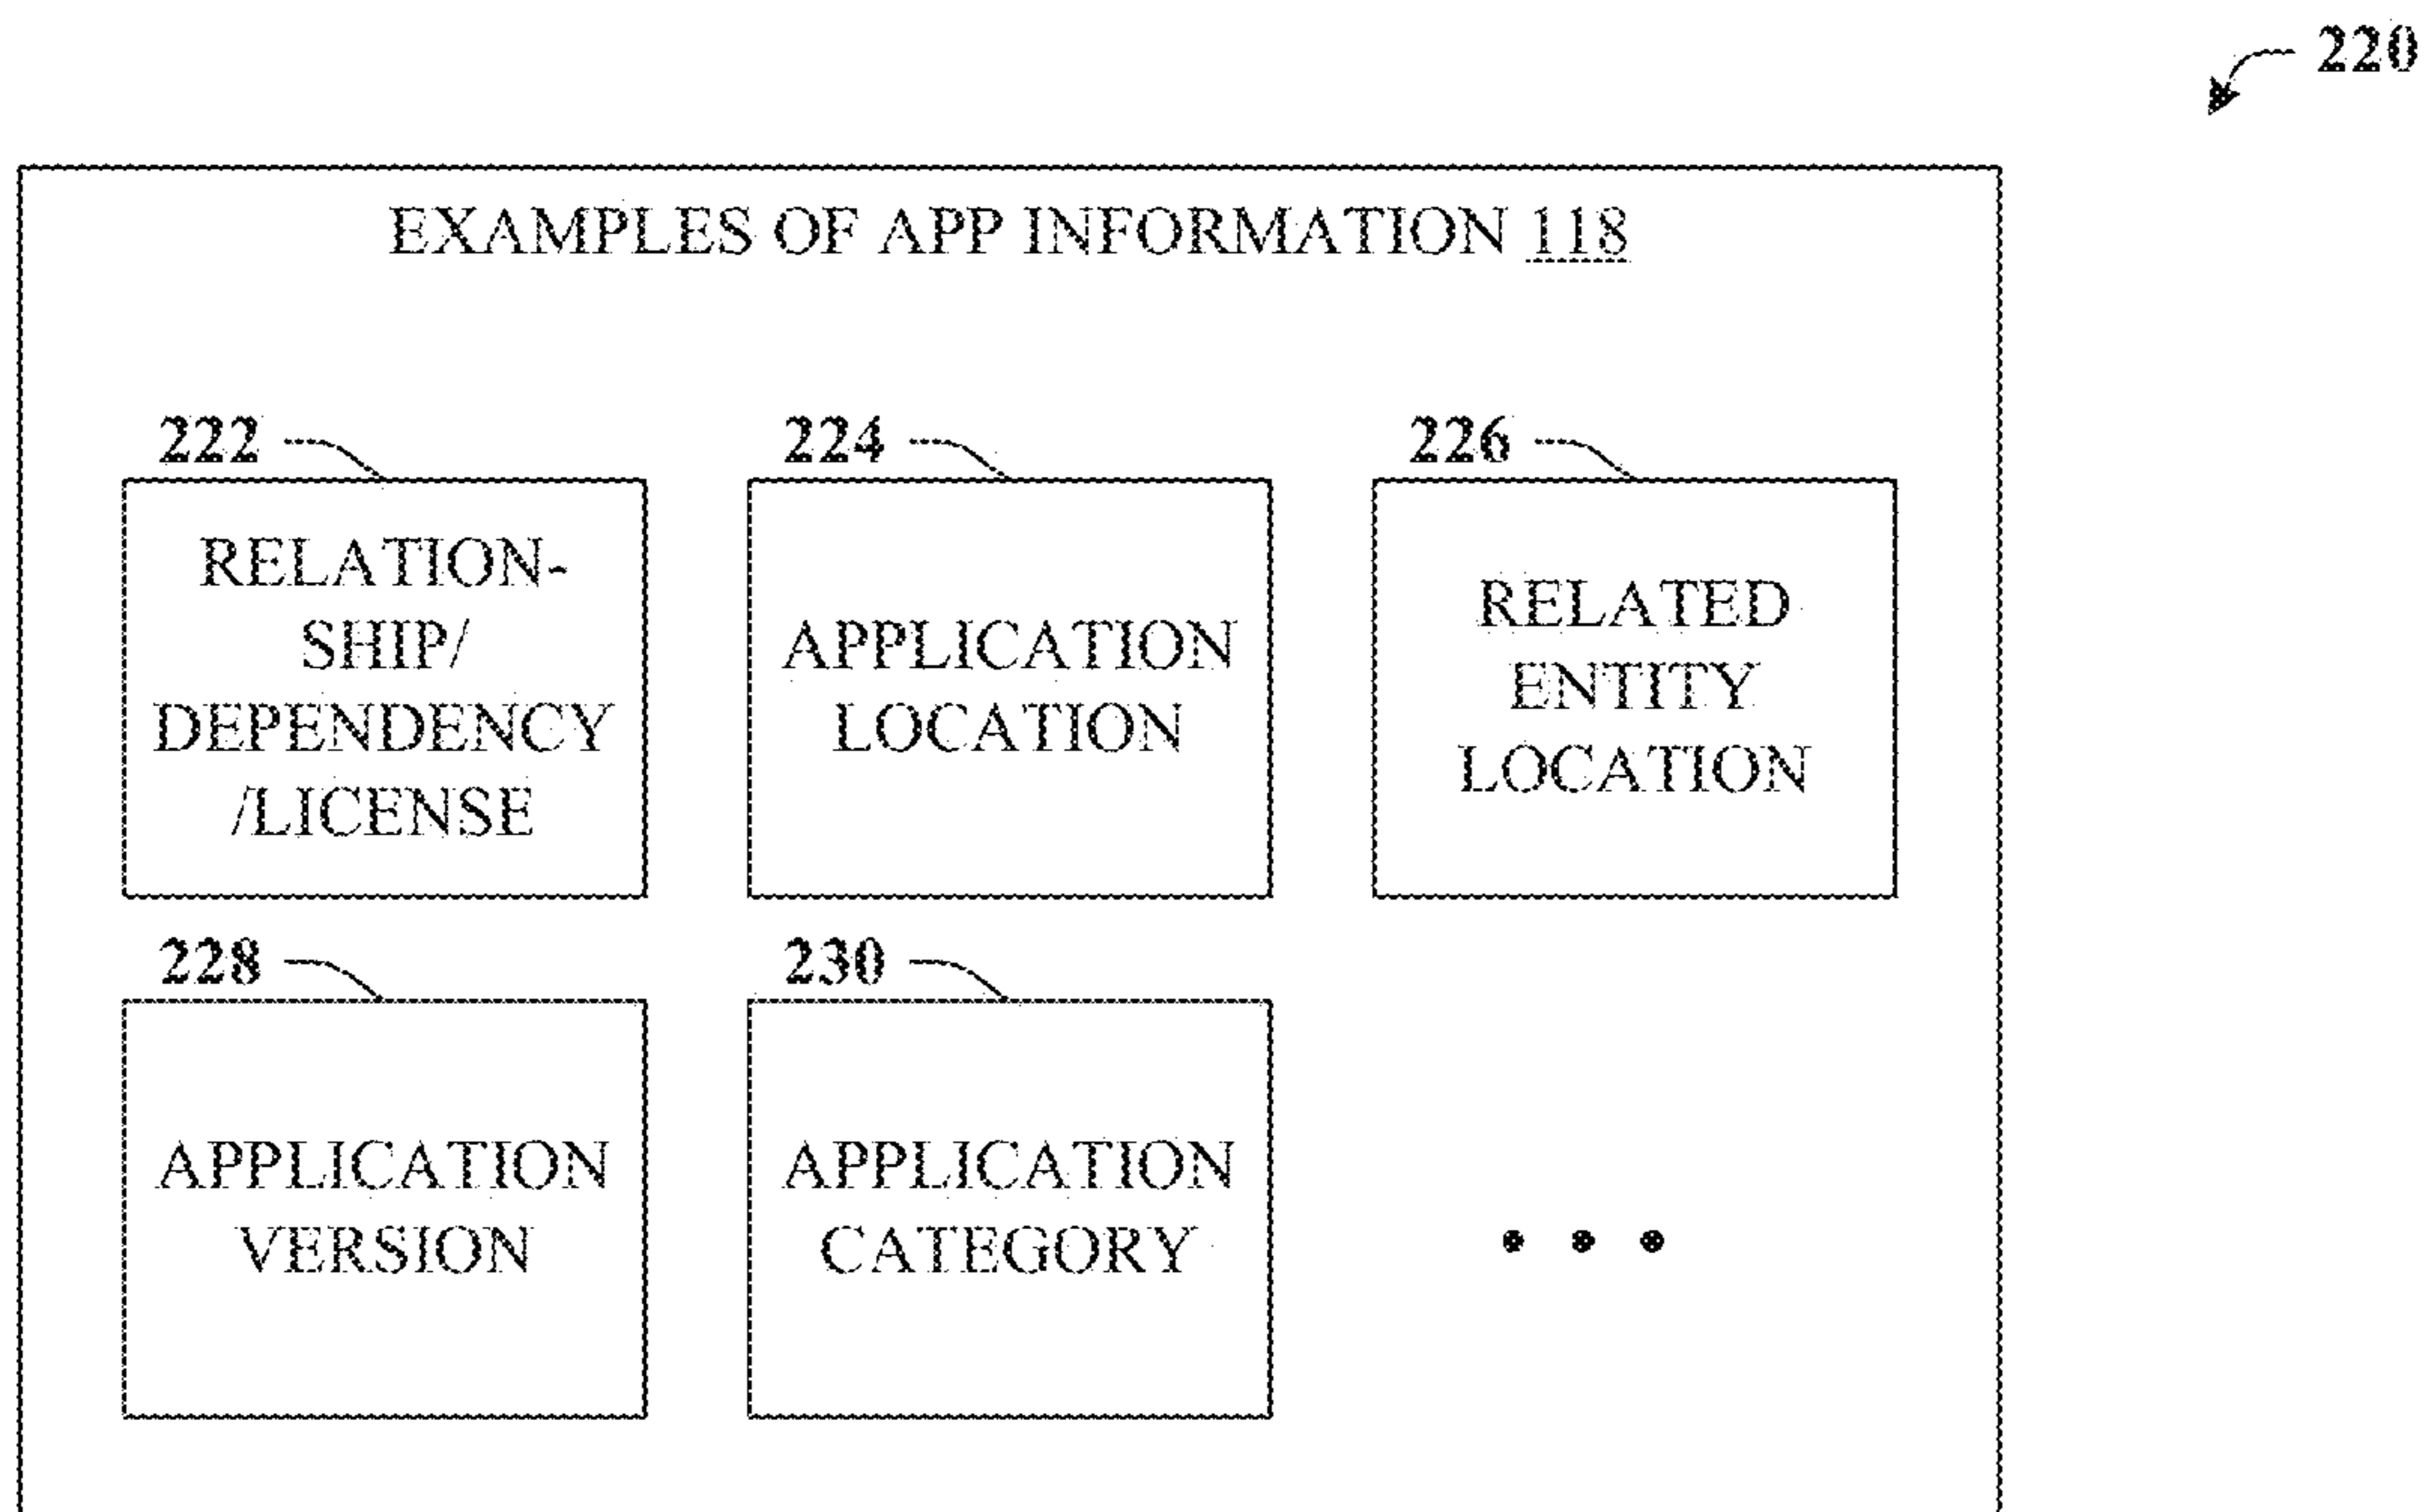 220
EXAMPLES OF APP INFORMATION 118
222
224
226
RELATION-
SHIP/
DEPENDENCY
/LICENSE
APPLICATION
LOCATION
RELATED
ENTITY
LOCATION
228
230
APPLICATION
VERSION
APPLICATION
CATEGORY